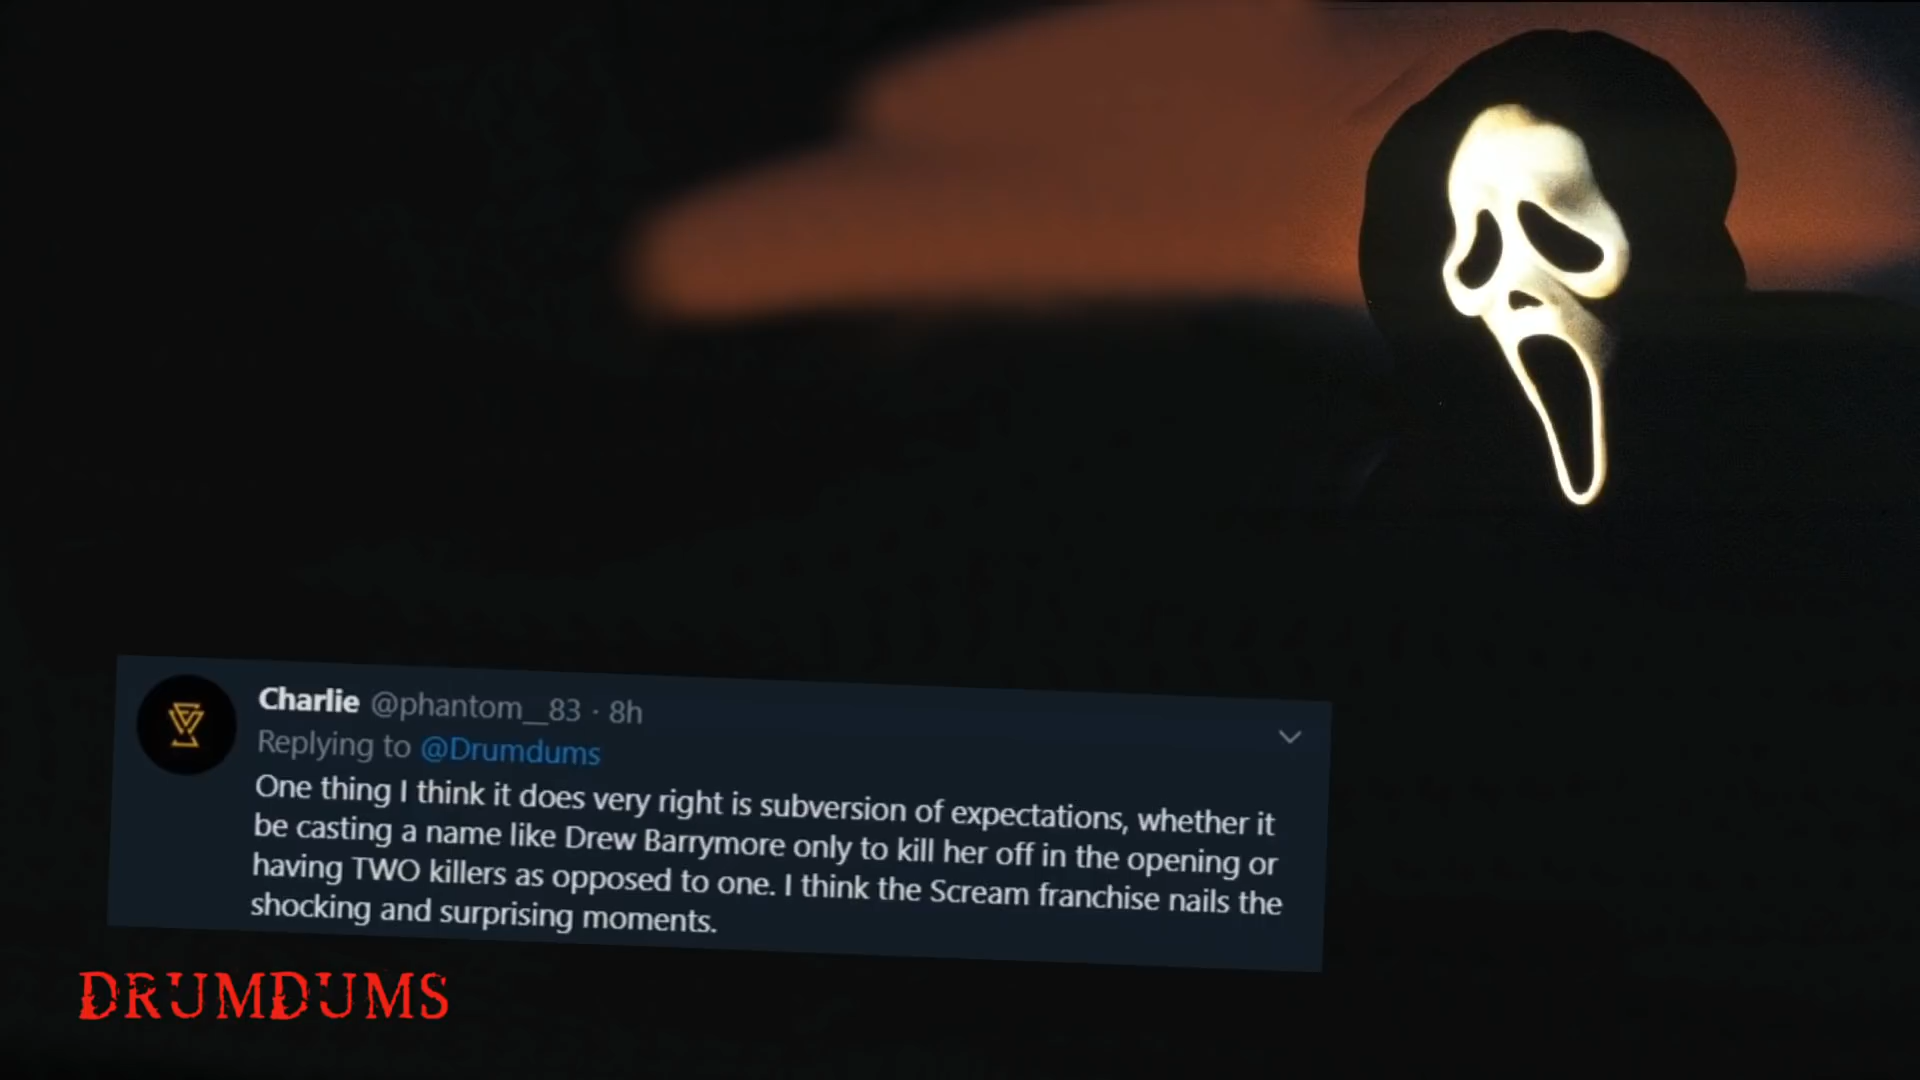 Charlie @phantom__83 · 8h
Replying to @Drumdums
One thing I think it does very right is subversion of expectations, whether it
be casting a name like Drew Barrymore only to kill her off in the opening or
having TWO killers as opposed to one. I think the Scream franchise nails the
shocking and surprising moments.
DRUMDUMS